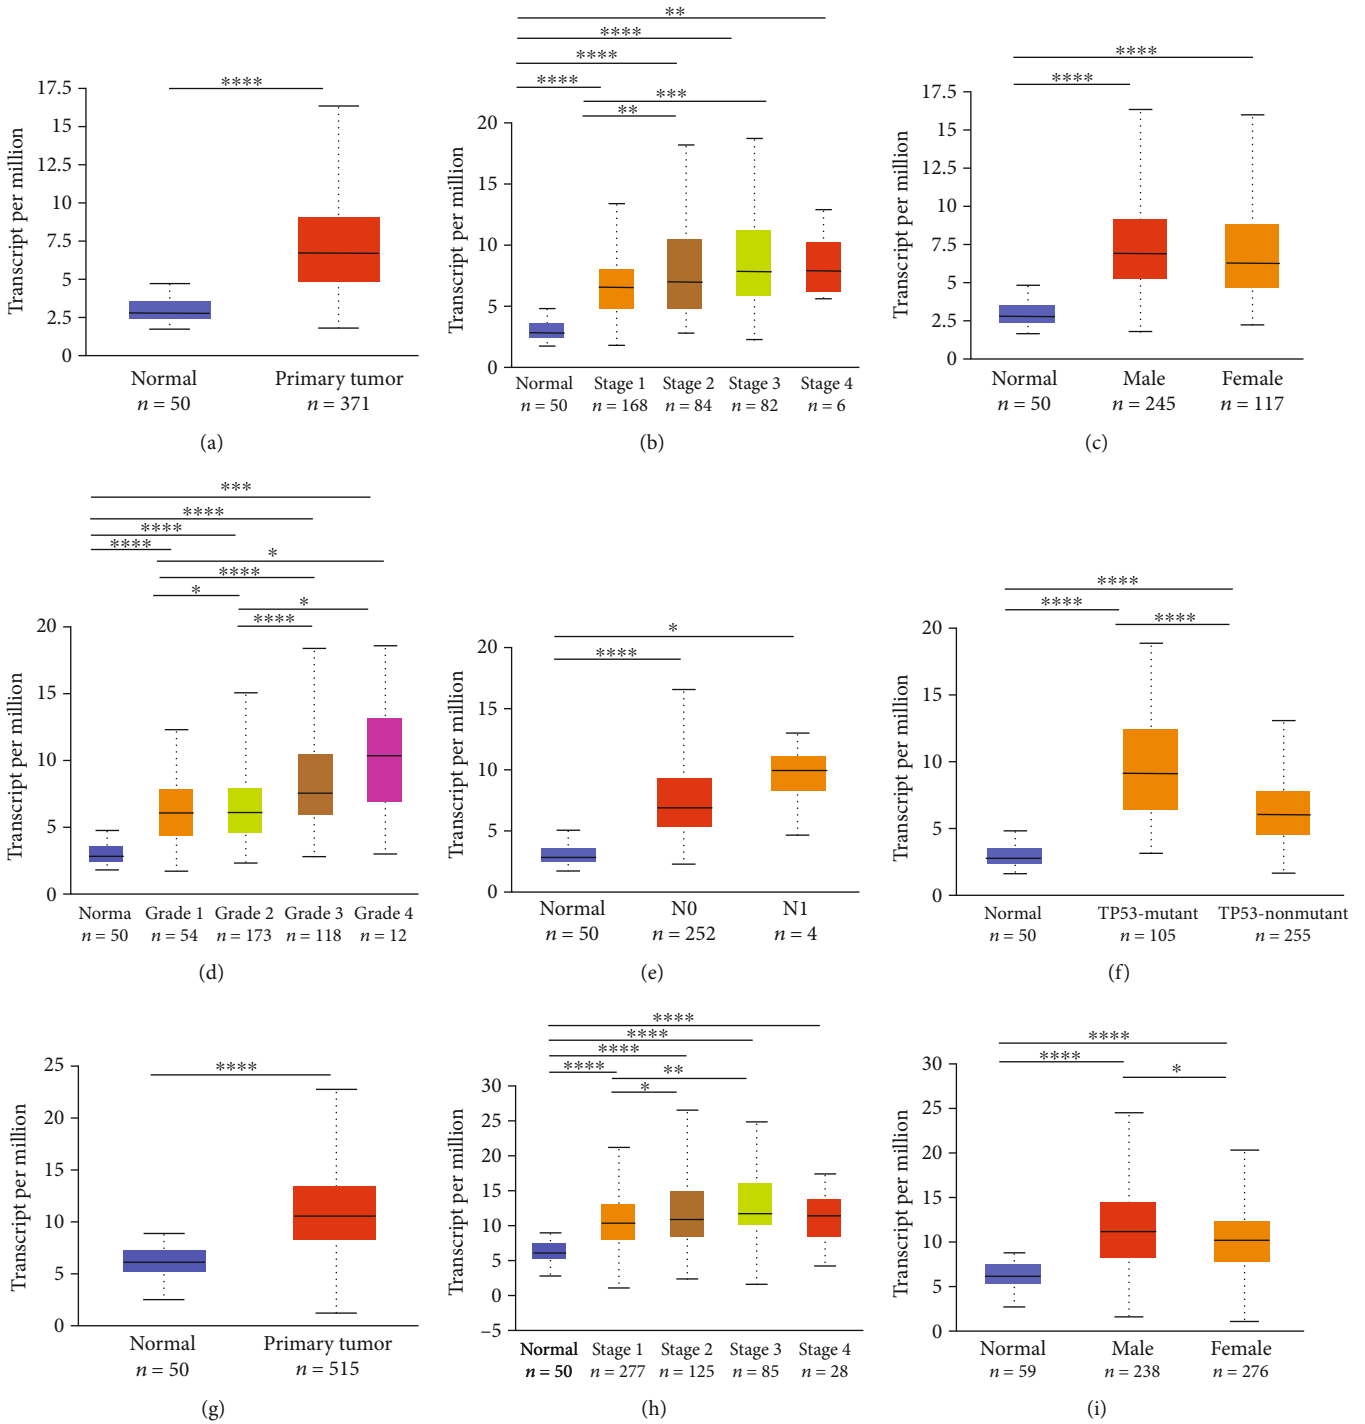 ****
17.5
15
12.5
10
7.5
5
2.5
0
Transcript per million
Normal
n = 50
Primary tumor
n = 371
(a)
**
****
****
****
***
**
20
15
10
5
0
Transcript per million
Normal
n = 50
Stage 1
n = 168
Stage 2
n = 84
Stage 3
n = 82
Stage 4
n = 6
(b)
****
****
17.5
15
12.5
10
7.5
5
2.5
0
Transcript per million
Normal
n = 50
Male
n = 245
Female
n = 117
(c)
***
****
****
****
*
****
*
*
****
20
15
10
5
0
Transcript per million
Norma
n = 50
Grade 1
n = 54
Grade 2
n = 173
Grade 3
n = 118
Grade 4
n = 12
(d)
*
****
20
15
10
5
0
Transcript per million
Normal
n = 50
N0
n = 252
N1
n = 4
(e)
****
****
****
20
15
10
5
0
Transcript per million
Normal
n = 50
TP53-mutant
n = 105
TP53-nonmutant
n = 255
(f)
****
25
20
15
10
5
0
Transcript per million
Normal
n = 50
Primary tumor
n = 515
(g)
****
****
****
****
**
*
30
25
20
15
10
5
0
–5
Transcript per million
Normal
n = 50
Stage 1
n = 277
Stage 2
n = 125
Stage 3
n = 85
Stage 4
n = 28
(h)
****
****
*
30
25
20
15
10
5
0
Transcript per million
Normal
n = 59
Male
n = 238
Female
n = 276
(i)